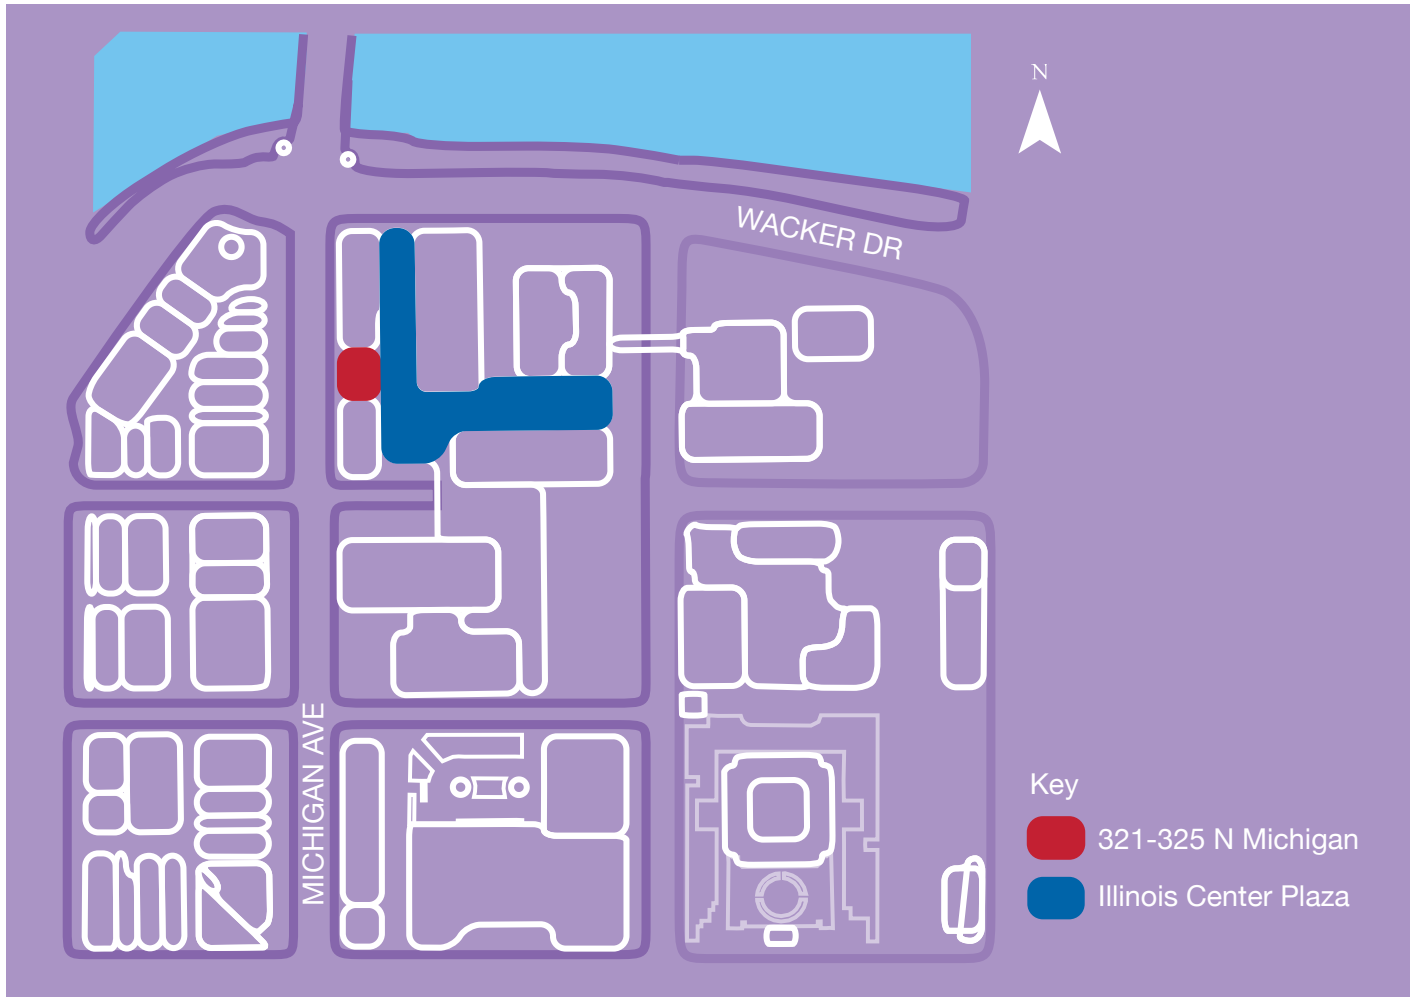 N
WACKER DR
MICHIGAN AVE
Key
321-325 N Michigan
Illinois Center Plaza